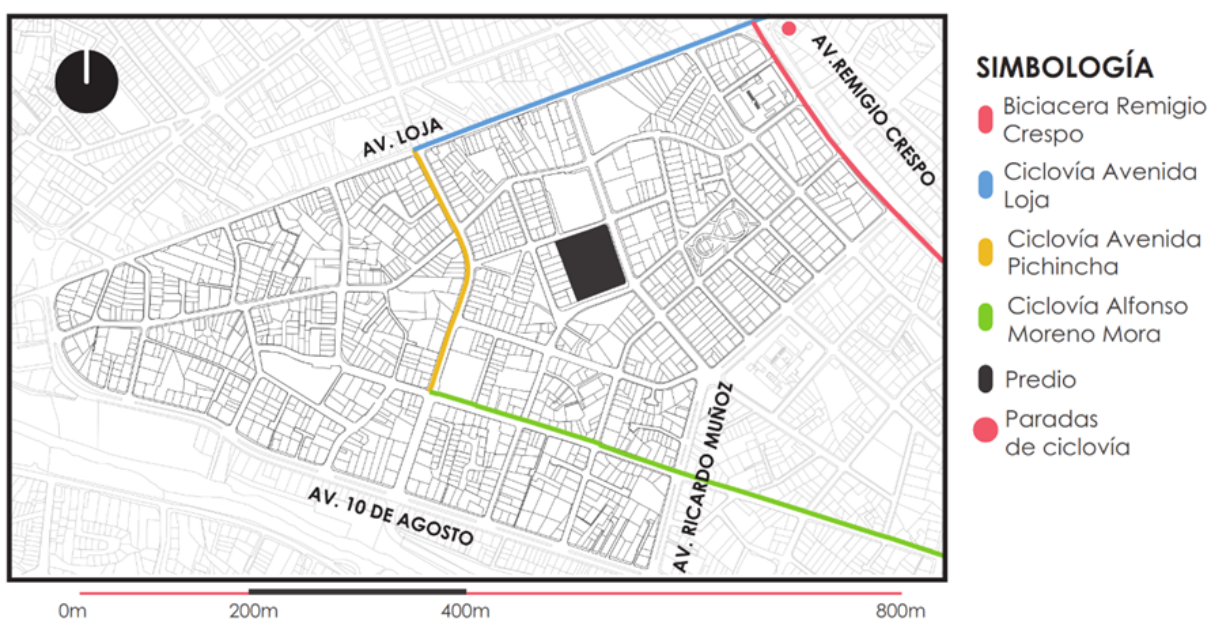 AV. LOJA
AV.REMIGIO CRESPO
AV. RICARDO MUÑOZ
AV. 10 DE AGOSTO
0m
200m
400m
800m
SIMBOLOGÍA
Biciacera Remigio
Crespo
Ciclovía Avenida
Loja
Ciclovía Avenida
Pichincha
Ciclovía Alfonso
Moreno Mora
Predio
Paradas
de ciclovía